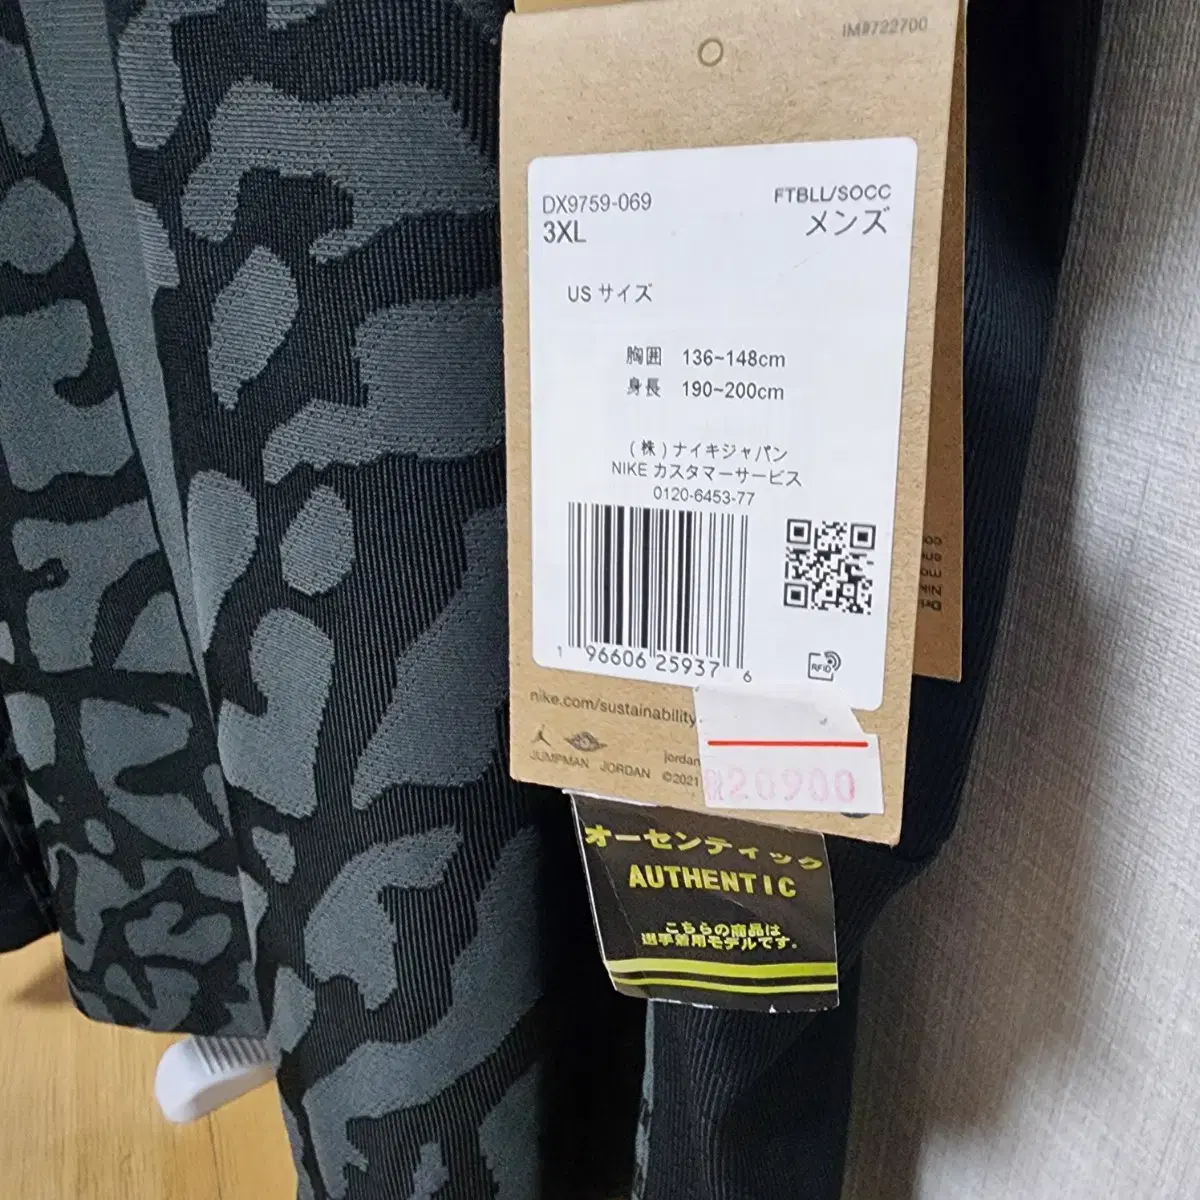 IM#722700
DX9759-069
FTBLL/SOCC
3XL
メンズ
US サイズ
胸囲 136~148cm
身長 190~200cm
(株)ナイキジャパン
NIKE カスタマーサービス
0120-6453-77
1 96606 25937 6
RFID
nike.com/sustainability
JUMPMAN JORDAN
jordan
©2021
20900
オーセンティック
AUTHENTIC
こちらの商品は
選手着用モデルです。